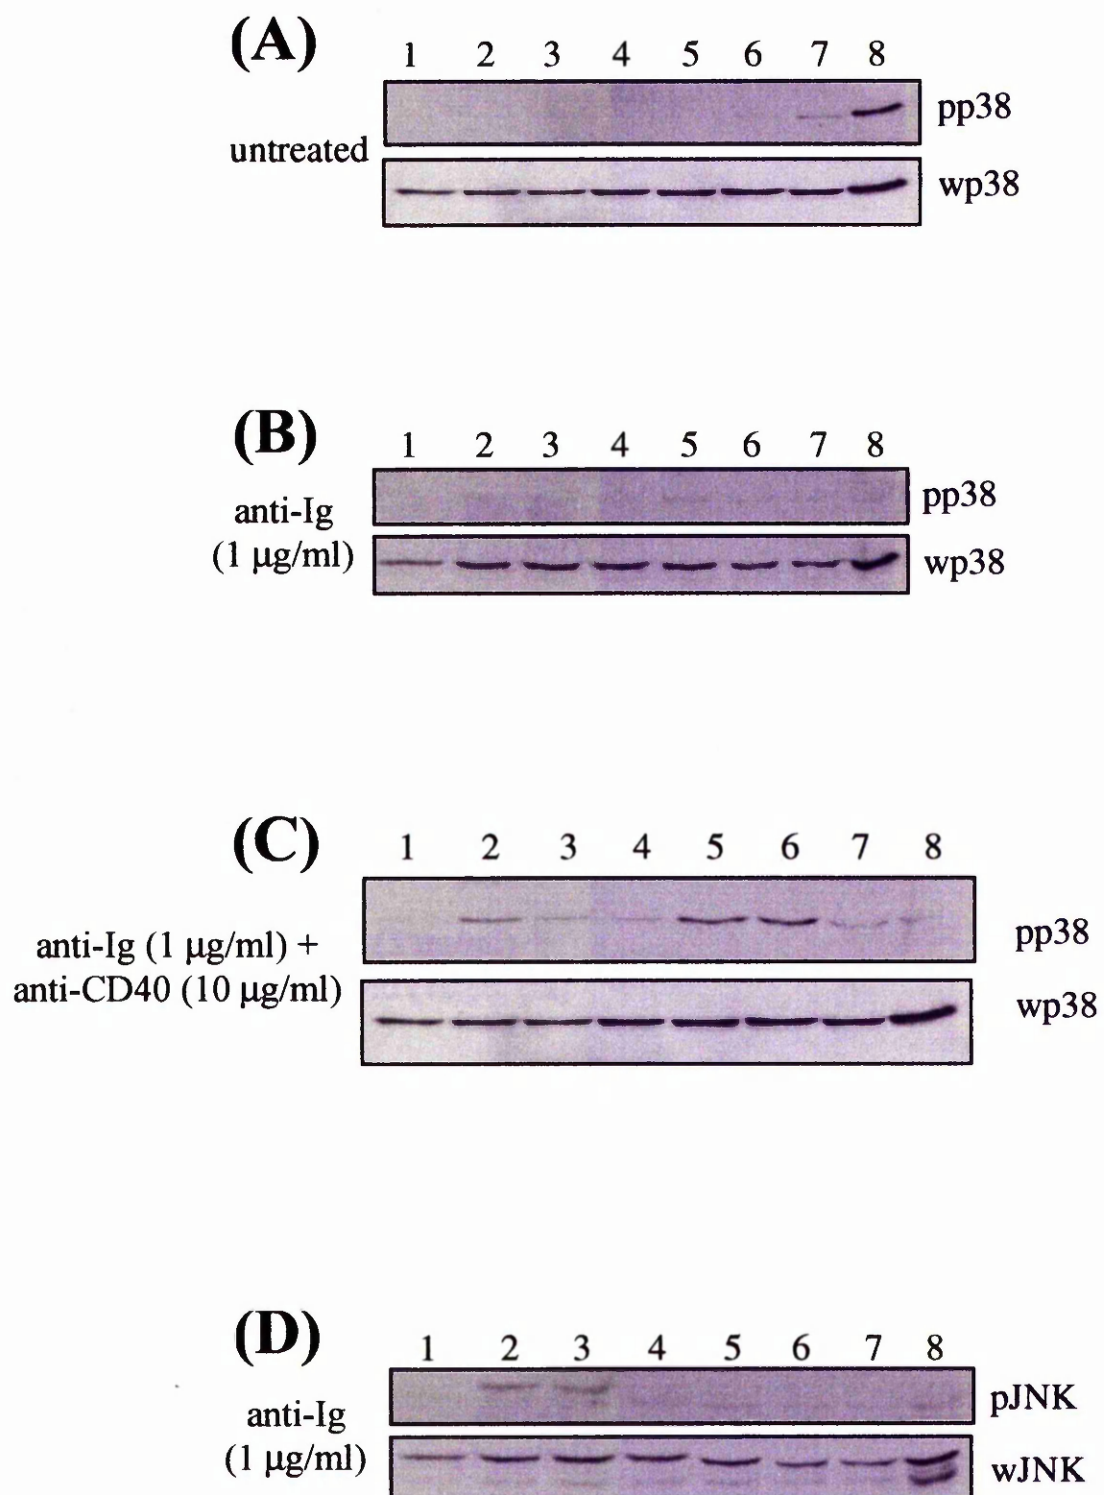 (A)
1 2 3 4 5 6 7 8
pp38
untreated
wp38
(B)
1 2 3 4 5 6 7 8
anti-Ig
(1 µg/ml)
pp38
wp38
(C)
1 2 3 4 5 6 7 8
anti-Ig (1 µg/ml) +
anti-CD40 (10 µg/ml)
pp38
wp38
(D)
1 2 3 4 5 6 7 8
anti-Ig
(1 µg/ml)
pJNK
wJNK